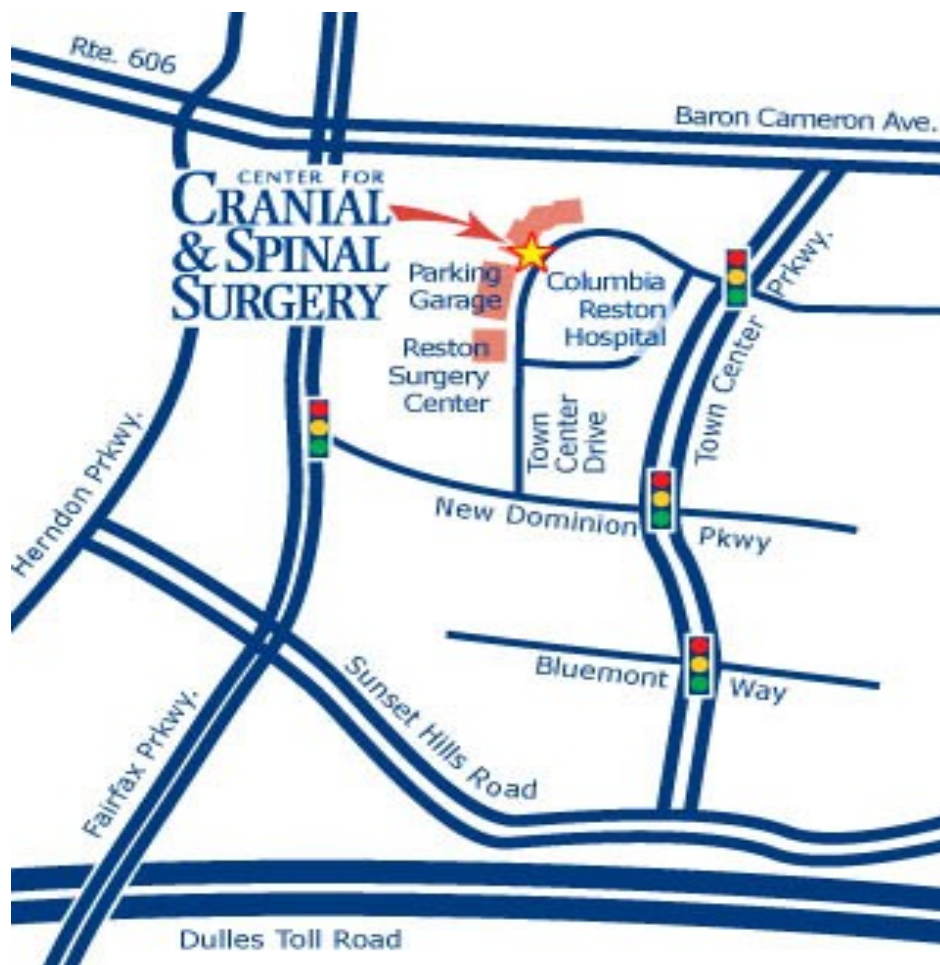 Rte. 606
Baron Cameron Ave.
CENTER FOR
CRANIAL
& SPINAL
SURGERY
Parking
Garage
Columbia
Reston
Hospital
Reston
Surgery
Center
Town
Center
Drive
Town Center Prkwy.
New Dominion Pkwy
Herndon Prkwy.
Bluemont Way
Sunset Hills Road
Fairfax Prkwy.
Dulles Toll Road